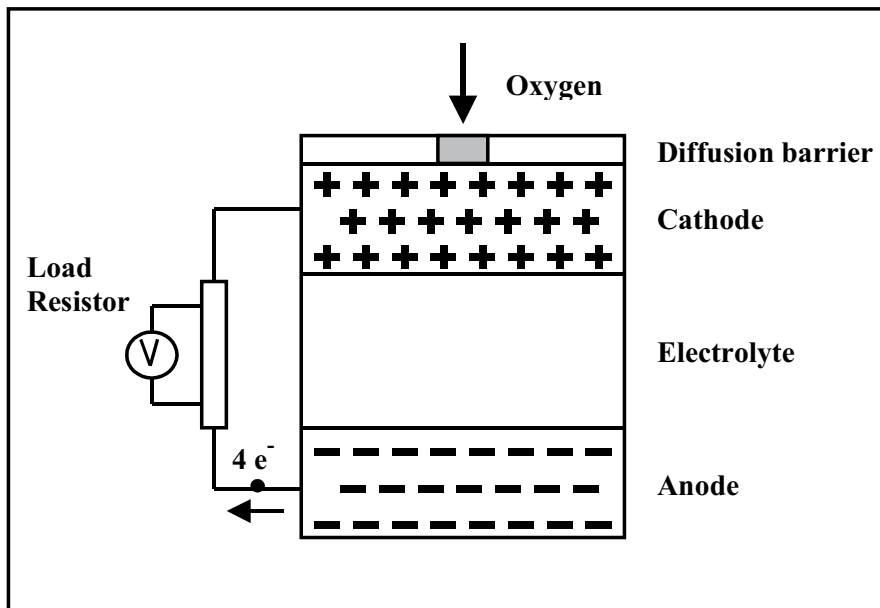 Oxygen
Diffusion barrier
Cathode
Load
Resistor
V
Electrolyte
4 e-
Anode